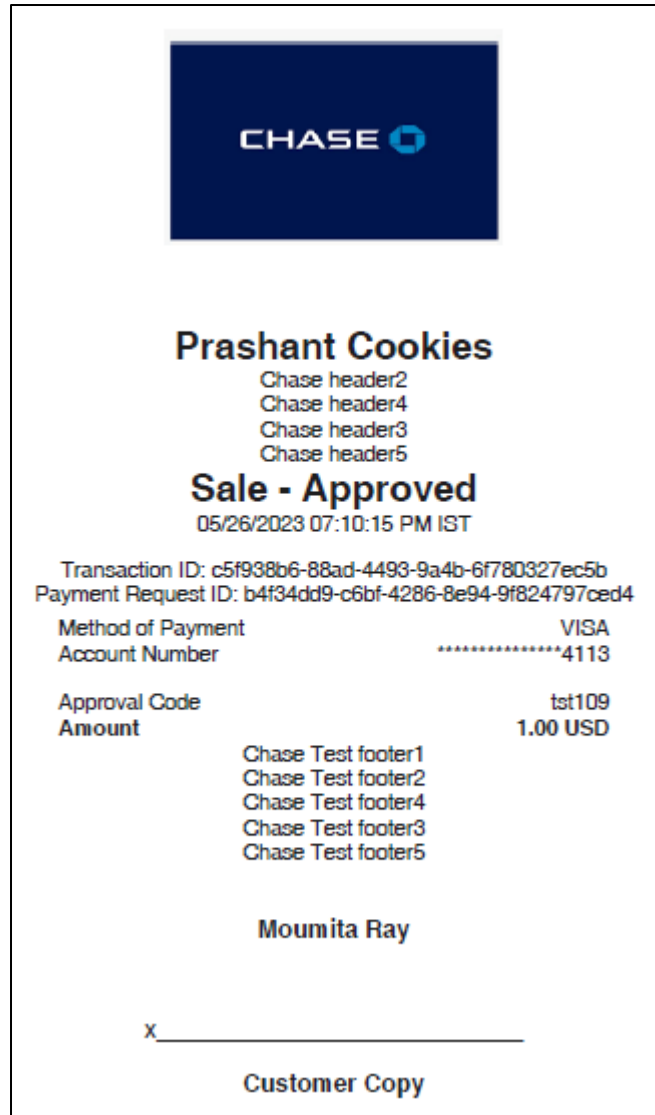 CHASE
Prashant Cookies
Chase header2
Chase header4
Chase header3
Chase header5
Sale - Approved
05/26/2023 07:10:15 PM IST
Transaction ID: c5f938b6-88ad-4493-9a4b-6f780327ec5b
Payment Request ID: b4f34dd9-c6bf-4286-8e94-9f824797ced4
Method of Payment VISA
Account Number ***************4113
Approval Code tst109
Amount 1.00 USD
Chase Test footer1
Chase Test footer2
Chase Test footer4
Chase Test footer3
Chase Test footer5
Moumita Ray
x______________________________
Customer Copy